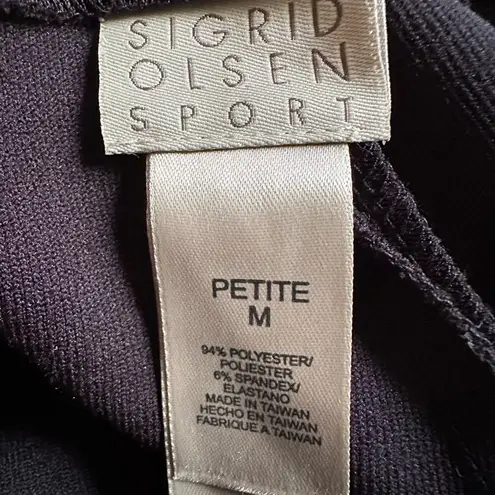 SIGRID
OLSEN
SPORT
PETITE
M
94% POLYESTER/
POLIESTER
6% SPANDEX/
ELASTANO
MADE IN TAIWAN
HECHO EN TAIWAN
FABRIQUE A TAIWAN